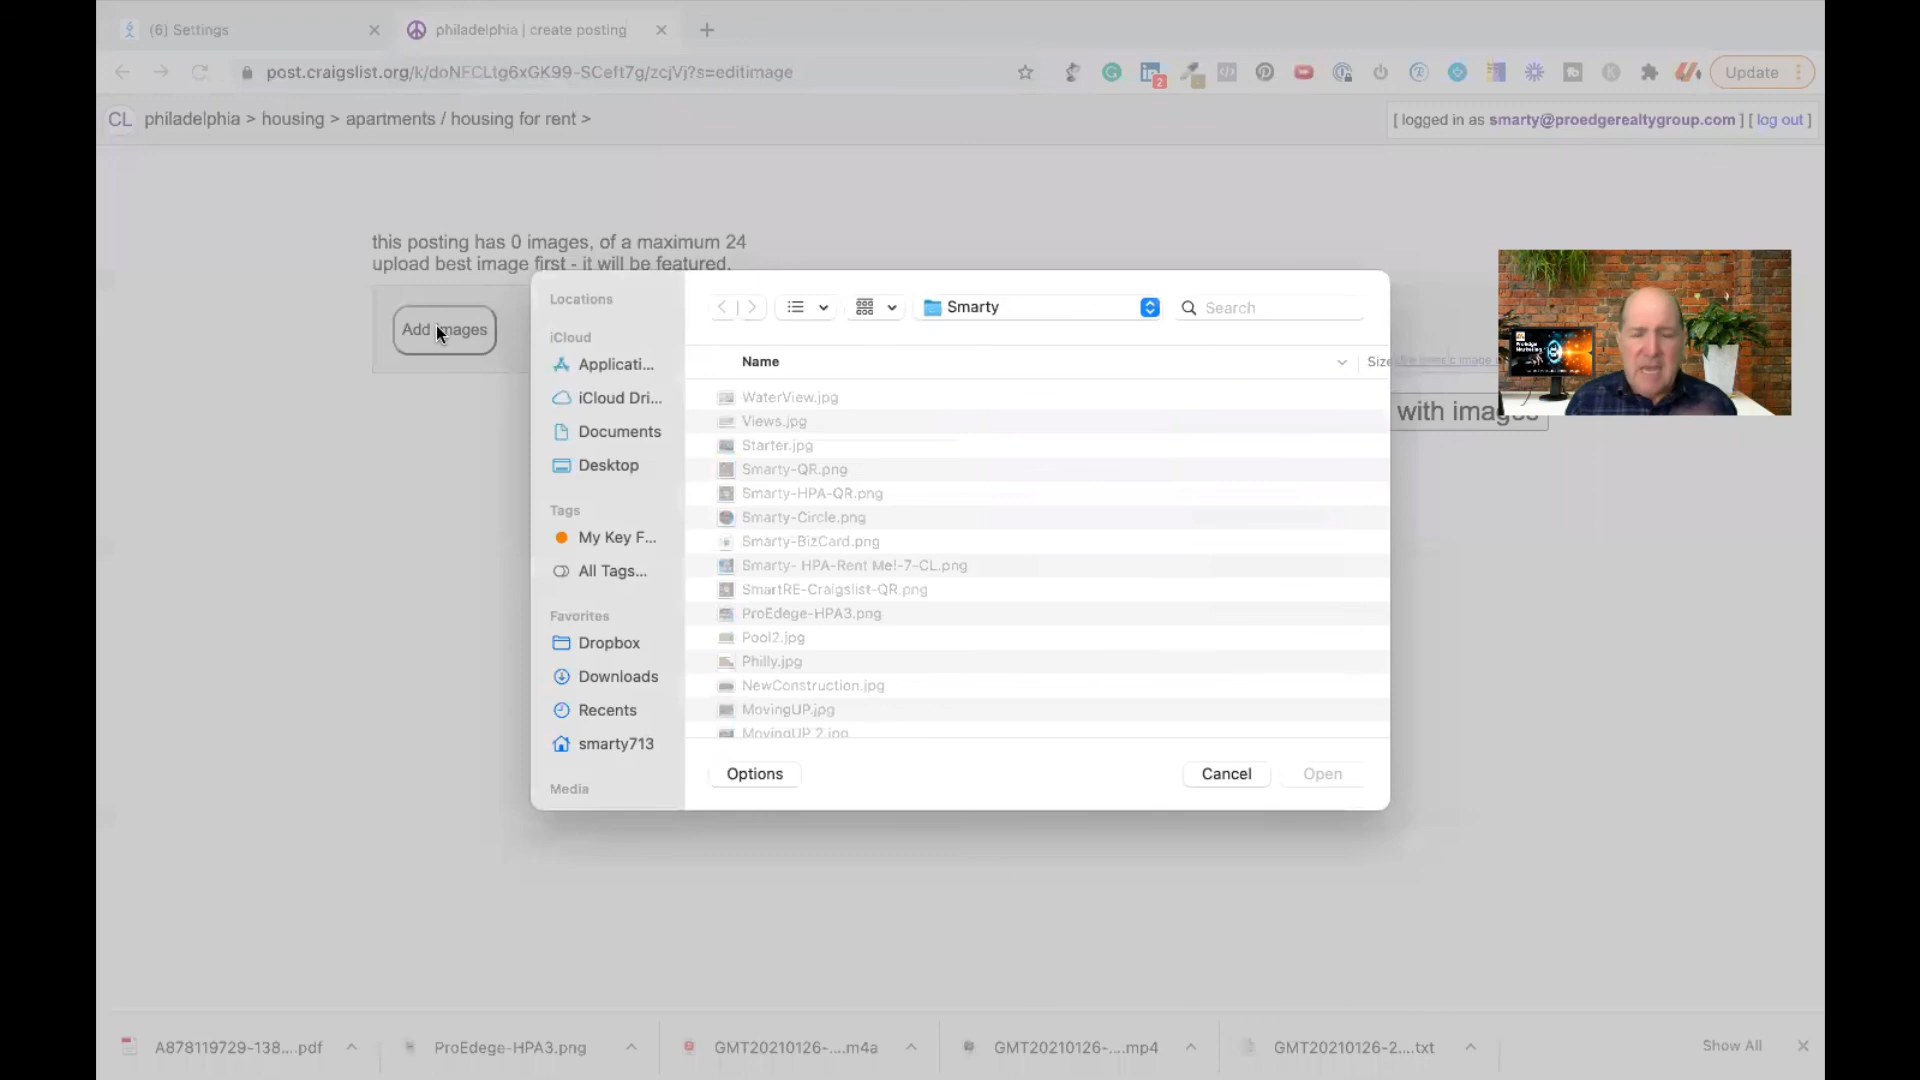 (6) Settings
philadelphia | create posting
post.craigslist.org/k/doNFCLtg6xGK99-SCeft7g/zcjVj?s=editimage
2
Update
CL philadelphia > housing > apartments / housing for rent >
[ logged in as smarty@proedgerealtygroup.com ] [ log out ]
this posting has 0 images, of a maximum 24
upload best image first - it will be featured.
Add Images
with images
Locations
iCloud
Applicati...
iCloud Dri...
Documents
Desktop
Tags
My Key F...
All Tags...
Favorites
Dropbox
Downloads
Recents
smarty713
Media
Smarty
Search
Name
Size
WaterView.jpg
Views.jpg
Starter.jpg
Smarty-QR.png
Smarty-HPA-QR.png
Smarty-Circle.png
Smarty-BizCard.png
Smarty- HPA-Rent Me!-7-CL.png
SmartRE-Craigslist-QR.png
ProEdege-HPA3.png
Pool2.jpg
Philly.jpg
NewConstruction.jpg
MovingUP.jpg
MovingUP 2.jpg
Options
Cancel
Open
A878119729-138....pdf
ProEdege-HPA3.png
GMT20210126-....m4a
GMT20210126-....mp4
GMT20210126-2....txt
Show All